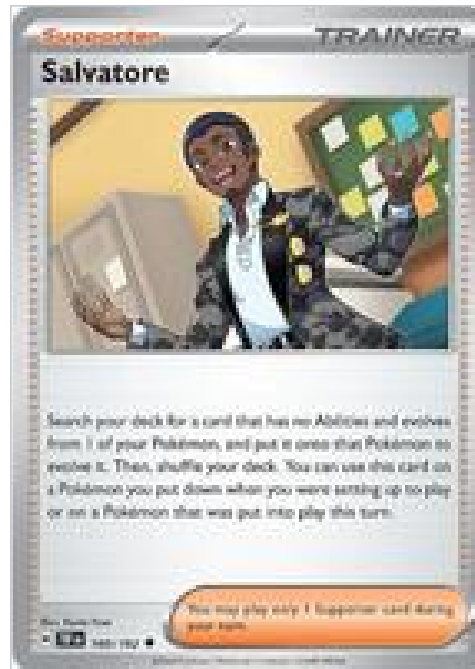 Supporter
TRAINER
Salvatore
Search your deck for a card that has no Abilities and evolves
from 1 of your Pokémon, and put it onto that Pokémon to
evolve it. Then, shuffle your deck. You can use this card on
a Pokémon you put down when you were setting up to play
or on a Pokémon that was put into play this turn.
You may play only 1 Supporter card during
your turn.